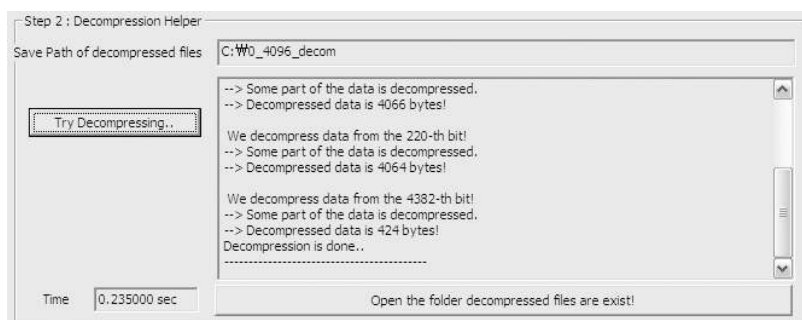 Step 2 : Decompression Helper
Save Path of decompressed files
C:₩0_4096_decom
Try Decompressing..
--> Some part of the data is decompressed.
--> Decompressed data is 4066 bytes!
We decompress data from the 220-th bit!
--> Some part of the data is decompressed.
--> Decompressed data is 4064 bytes!
We decompress data from the 4382-th bit!
--> Some part of the data is decompressed.
--> Decompressed data is 424 bytes!
Decompression is done..
----------------------------------------
Time
0.235000 sec
Open the folder decompressed files are exist!